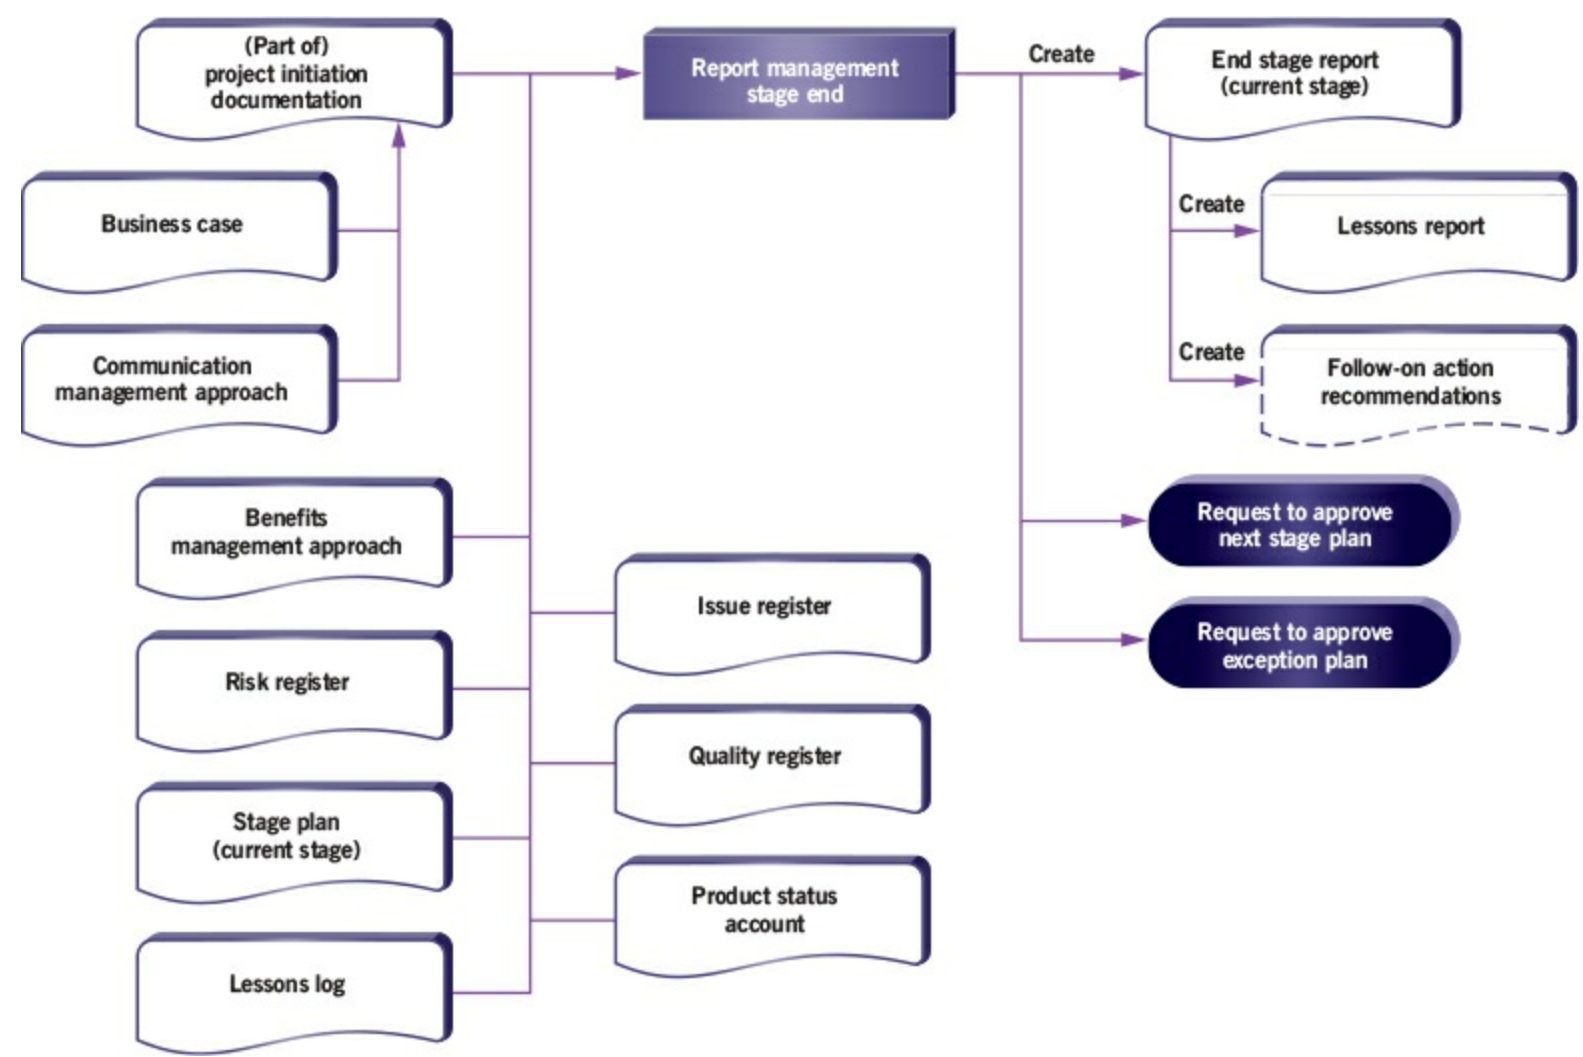 (Part of)
project initiation
documentation
Report management
stage end
Create
End stage report
(current stage)
Business case
Create
Lessons report
Communication
management approach
Create
Follow-on action
recommendations
Benefits
management approach
Request to approve
next stage plan
Issue register
Request to approve
exception plan
Risk register
Quality register
Stage plan
(current stage)
Product status
account
Lessons log